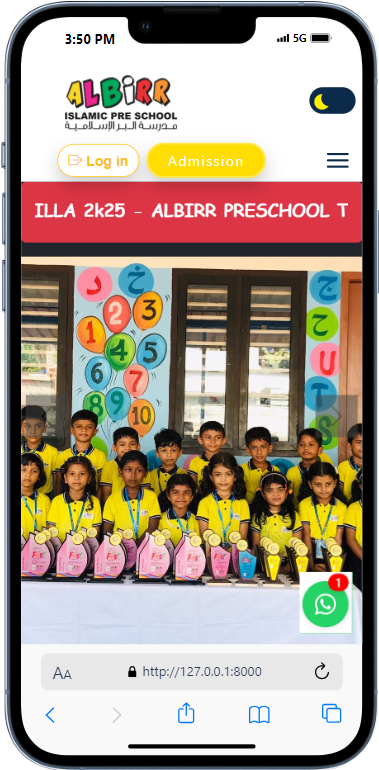 3:50 PM
5G
ALBiRR
ISLAMIC PRE SCHOOL
مدرسة البر الإسلامية
Log in
Admission
ILLA 2k25 - ALBIRR PRESCHOOL T
د
خ
ج
1
2
3
4
5
6
7
8
9
10
ح
U
T
S
1
AA
http://127.0.0.1:8000